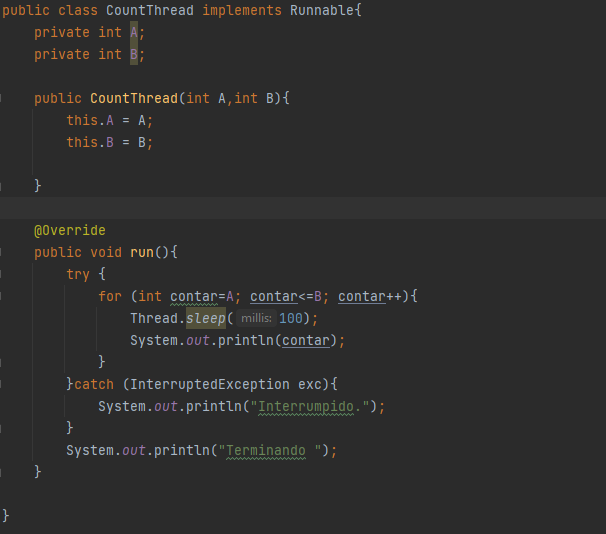 public class CountThread implements Runnable{
    private int A;
    private int B;

    public CountThread(int A,int B){
        this.A = A;
        this.B = B;

    }

    @Override
    public void run(){
        try {
            for (int contar=A; contar<=B; contar++){
                Thread.sleep( millis: 100);
                System.out.println(contar);
            }
        }catch (InterruptedException exc){
            System.out.println("Interrumpido.");
        }
        System.out.println("Terminando ");
    }

}